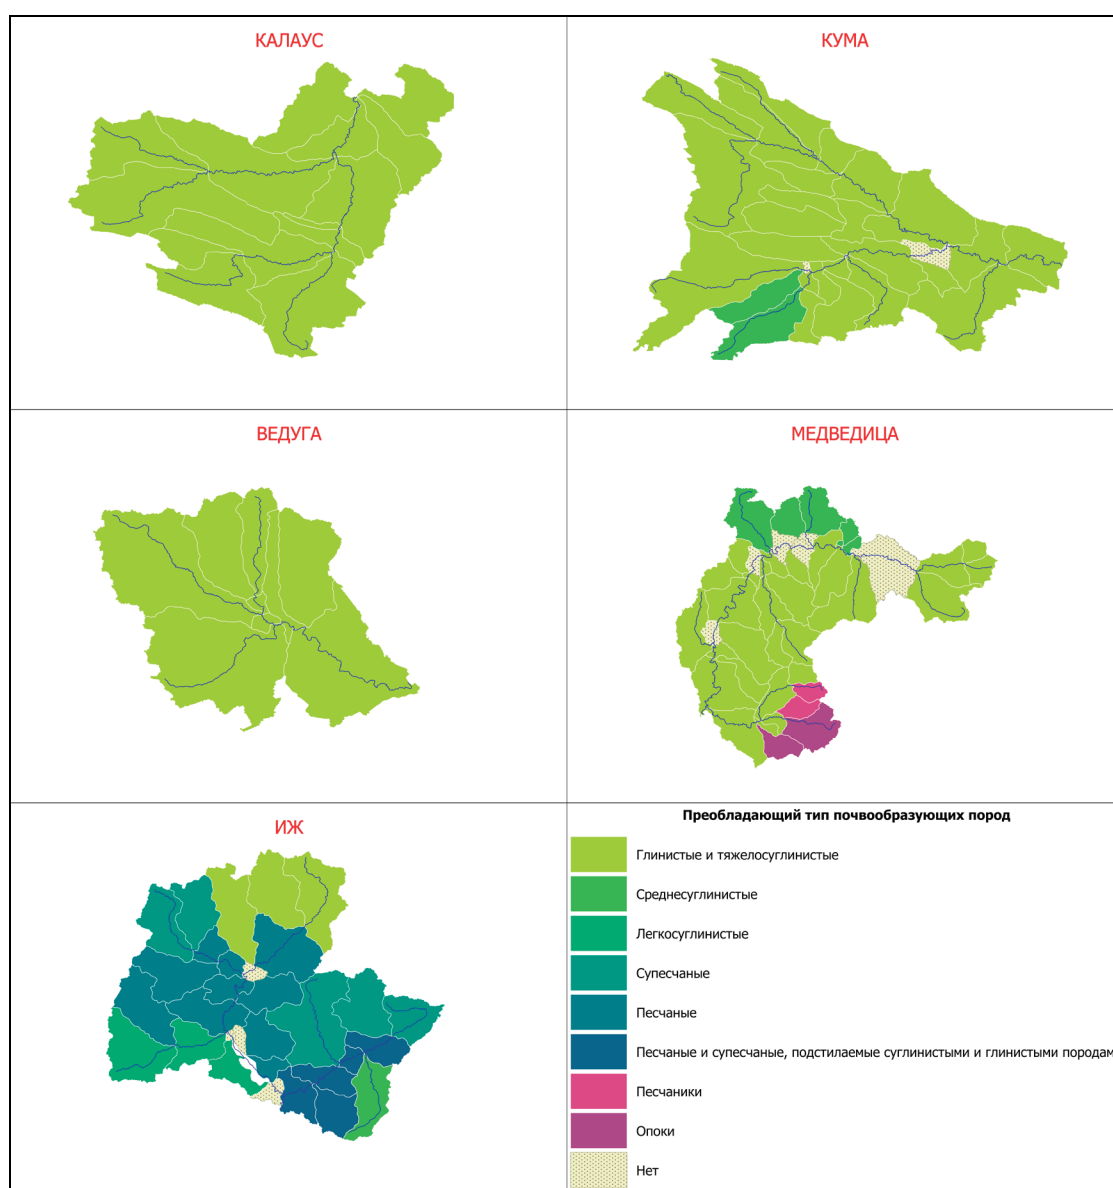 КАЛАУС
КУМА
ВЕДУГА
МЕДВЕДИЦА
ИЖ
Преобладающий тип почвообразующих пород
Глинистые и тяжелосуглинистые
Среднесуглинистые
Легкосуглинистые
Супесчаные
Песчаные
Песчаные и супесчаные, подстилаемые суглинистыми и глинистыми породам
Песчаники
Опоки
Нет